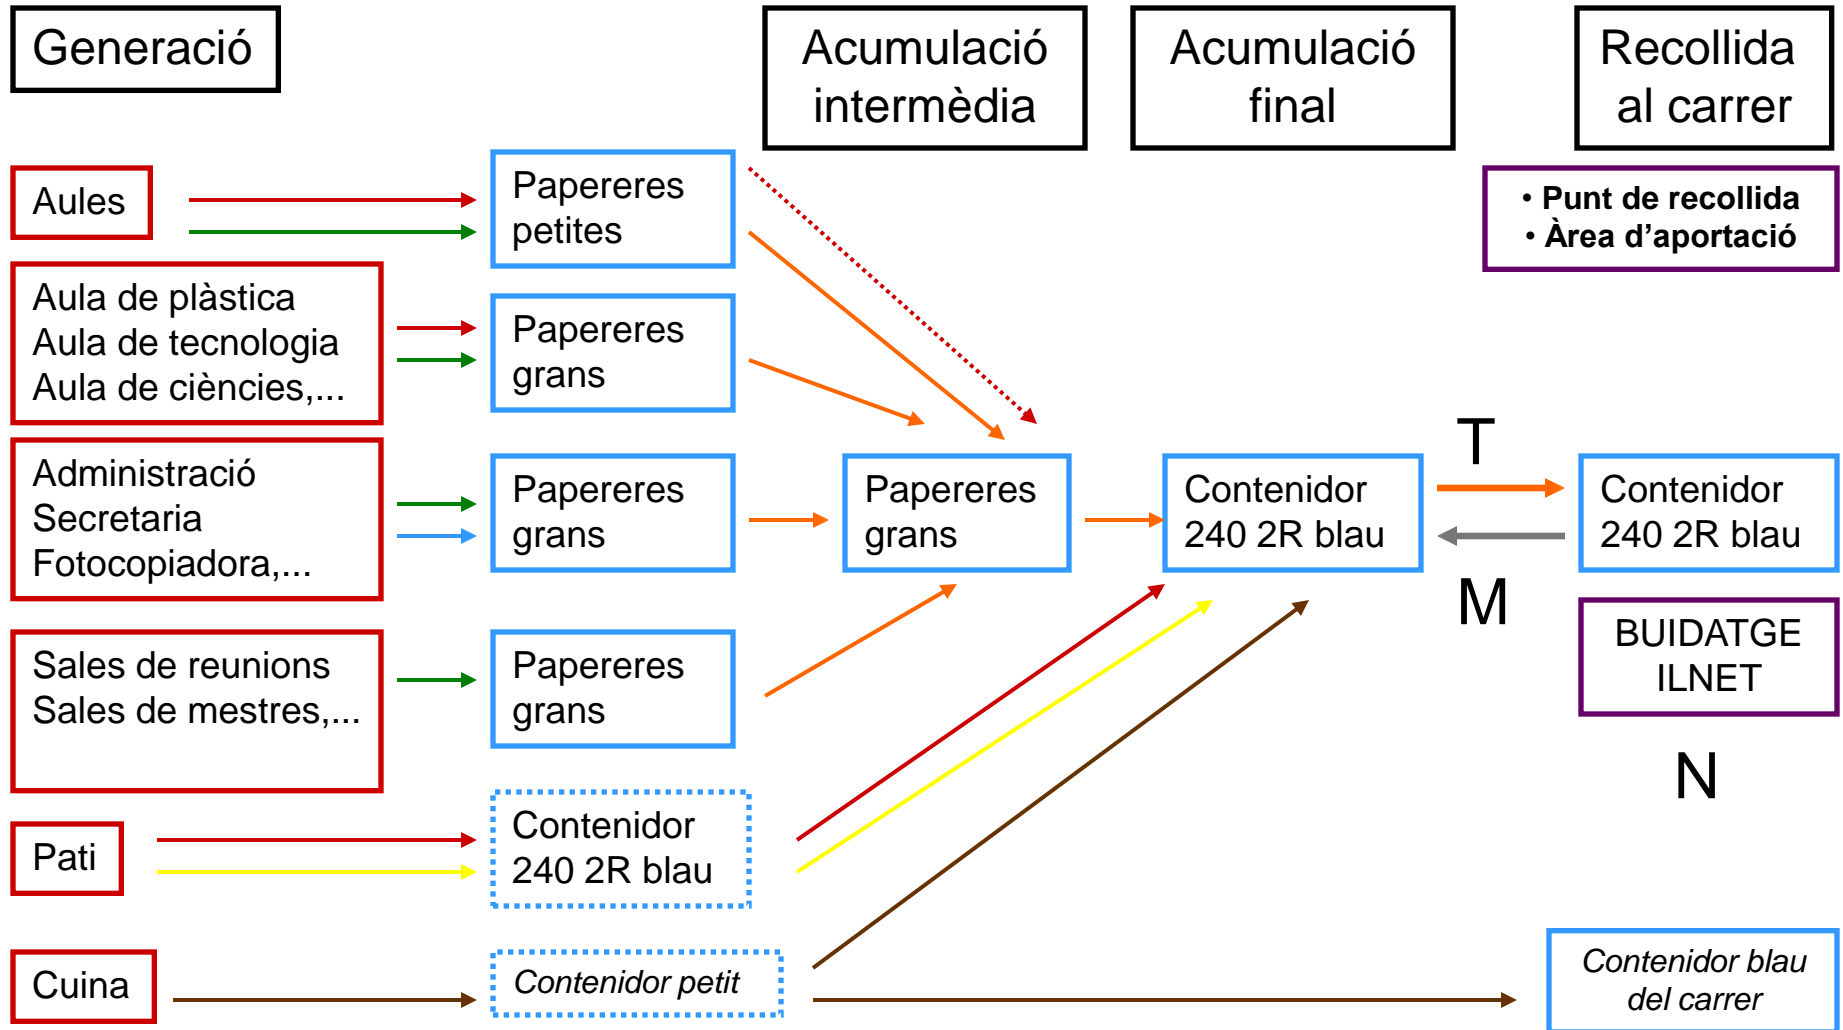 Generació
Acumulació
intermèdia
Acumulació
final
Recollida
al carrer
Aules
Papereres
petites
• Punt de recollida
• Àrea d’aportació
Aula de plàstica
Aula de tecnologia
Aula de ciències,...
Papereres
grans
Administració
Secretaria
Fotocopiadora,...
Papereres
grans
Papereres
grans
Contenidor
240 2R blau
T
M
Contenidor
240 2R blau
Sales de reunions
Sales de mestres,...
Papereres
grans
BUIDATGE
ILNET
N
Pati
Contenidor
240 2R blau
Cuina
Contenidor petit
Contenidor blau
del carrer